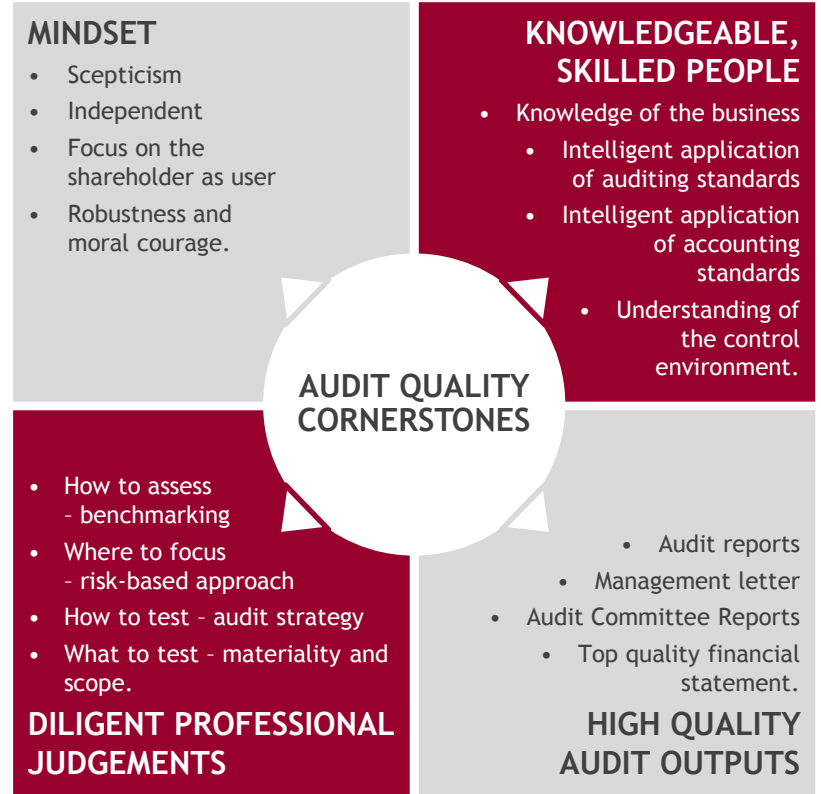 MINDSET
• Scepticism
• Independent
• Focus on the
shareholder as user
• Robustness and
moral courage.
KNOWLEDGEABLE,
SKILLED PEOPLE
• Knowledge of the business
• Intelligent application
of auditing standards
• Intelligent application
of accounting
standards
• Understanding of
the control
environment.
AUDIT QUALITY
CORNERSTONES
• How to assess
– benchmarking
• Where to focus
– risk-based approach
• How to test – audit strategy
• What to test – materiality and
scope.
DILIGENT PROFESSIONAL
JUDGEMENTS
• Audit reports
• Management letter
• Audit Committee Reports
• Top quality financial
statement.
HIGH QUALITY
AUDIT OUTPUTS